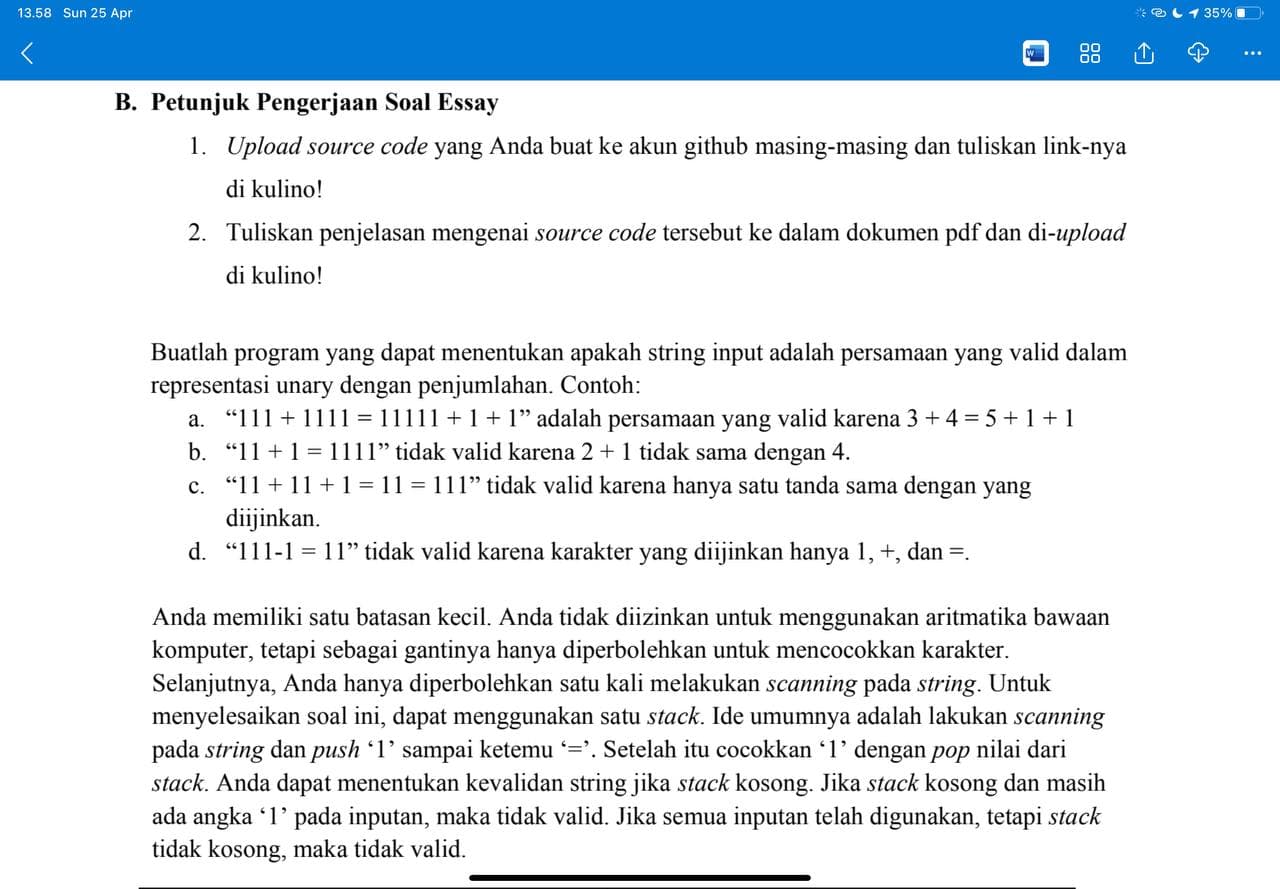 13.58 Sun 25 Apr
35%
W
B. Petunjuk Pengerjaan Soal Essay
1. Upload source code yang Anda buat ke akun github masing-masing dan tuliskan link-nya
di kulino!
2. Tuliskan penjelasan mengenai source code tersebut ke dalam dokumen pdf dan di-upload
di kulino!
Buatlah program yang dapat menentukan apakah string input adalah persamaan yang valid dalam
representasi unary dengan penjumlahan. Contoh:
a. “111 + 1111 = 11111 + 1 + 1” adalah persamaan yang valid karena 3 + 4 = 5 + 1 + 1
b. “11 + 1 = 1111” tidak valid karena 2 + 1 tidak sama dengan 4.
c. “11 + 11 + 1 = 11 = 111” tidak valid karena hanya satu tanda sama dengan yang
diijinkan.
d. “111-1 = 11” tidak valid karena karakter yang diijinkan hanya 1, +, dan =.
Anda memiliki satu batasan kecil. Anda tidak diizinkan untuk menggunakan aritmatika bawaan
komputer, tetapi sebagai gantinya hanya diperbolehkan untuk mencocokkan karakter.
Selanjutnya, Anda hanya diperbolehkan satu kali melakukan scanning pada string. Untuk
menyelesaikan soal ini, dapat menggunakan satu stack. Ide umumnya adalah lakukan scanning
pada string dan push ‘1’ sampai ketemu ‘=’. Setelah itu cocokkan ‘1’ dengan pop nilai dari
stack. Anda dapat menentukan kevalidan string jika stack kosong. Jika stack kosong dan masih
ada angka ‘1’ pada inputan, maka tidak valid. Jika semua inputan telah digunakan, tetapi stack
tidak kosong, maka tidak valid.